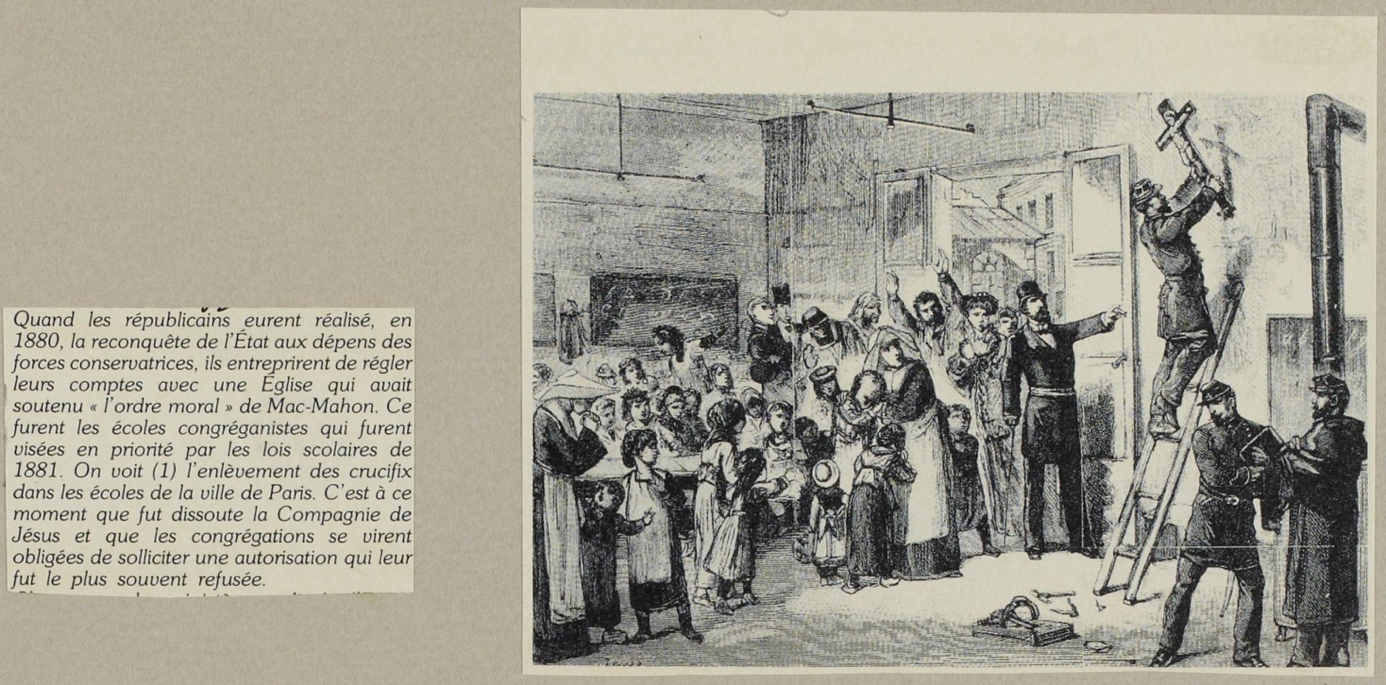 Quand les républicains eurent réalisé, en
1880, la reconquête de l'État aux dépens des
forces conservatrices, ils entreprirent de régler
leurs comptes avec une Église qui avait
soutenu « l'ordre moral » de Mac-Mahon. Ce
furent les écoles congréganistes qui furent
visées en priorité par les lois scolaires de
1881. On voit (1) l'enlèvement des crucifix
dans les écoles de la ville de Paris. C'est à ce
moment que fut dissoute la Compagnie de
Jésus et que les congrégations se virent
obligées de solliciter une autorisation qui leur
fut le plus souvent refusée.